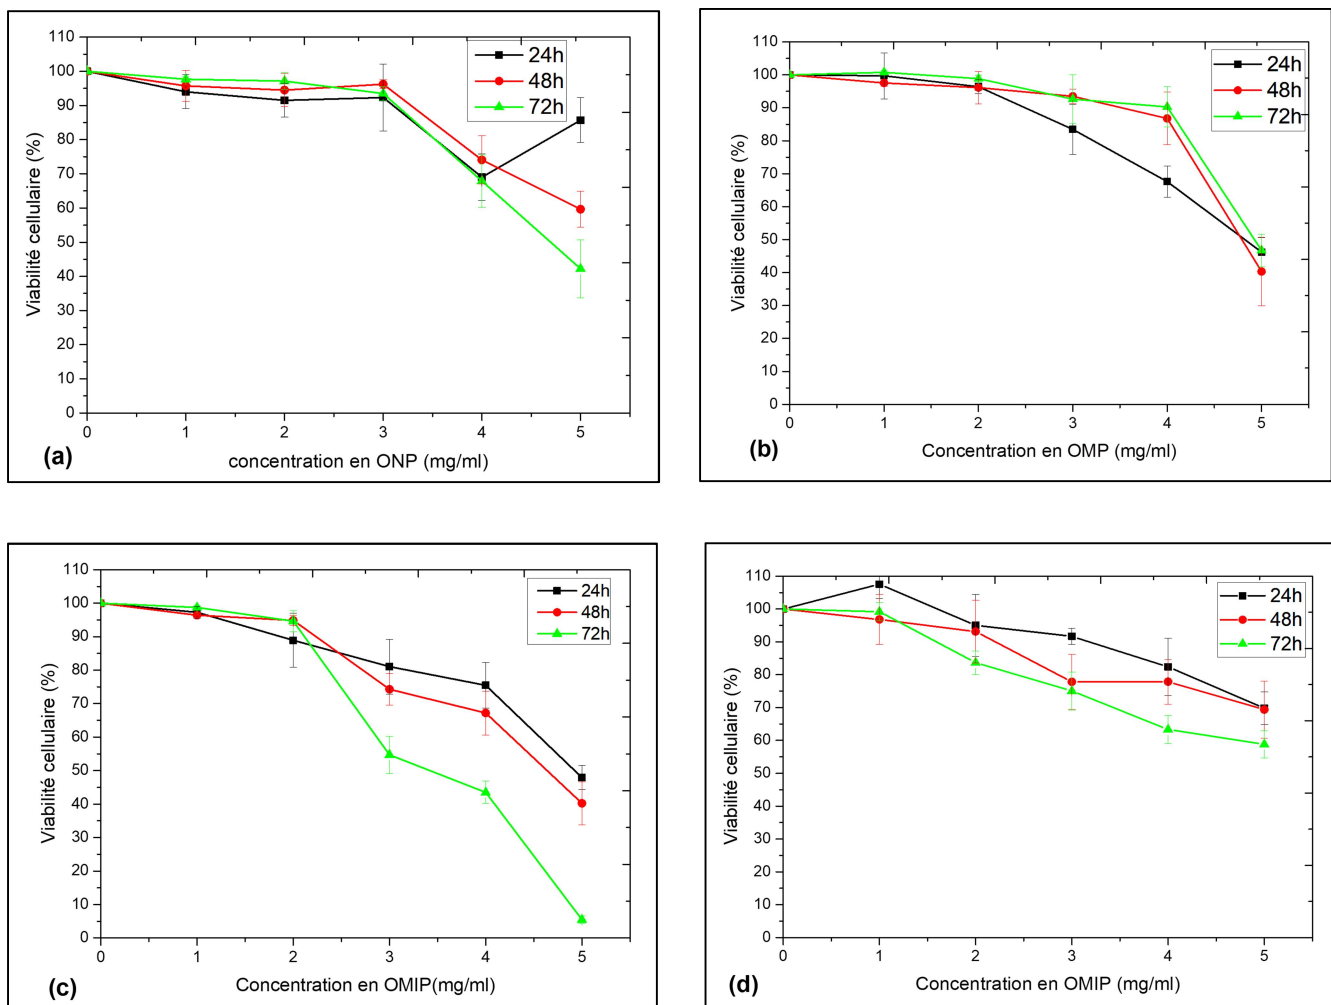 110
100
90
80
70
60
50
40
30
20
10
0
Viabilité cellulaire (%)
24h
48h
72h
0 1 2 3 4 5
(a)
concentration en ONP (mg/ml)
110
100
90
80
70
60
50
40
30
20
10
0
Viabilité cellulaire (%)
24h
48h
72h
0 1 2 3 4 5
(b)
Concentration en OMP (mg/ml)
110
100
90
80
70
60
50
40
30
20
10
0
Viabilité cellulaire (%)
24h
48h
72h
0 1 2 3 4 5
(c)
Concentration en OMIP(mg/ml)
110
100
90
80
70
60
50
40
30
20
10
0
Viabilité cellulaire (%)
24h
48h
72h
0 1 2 3 4 5
(d)
Concentration en OMIP (mg/ml)